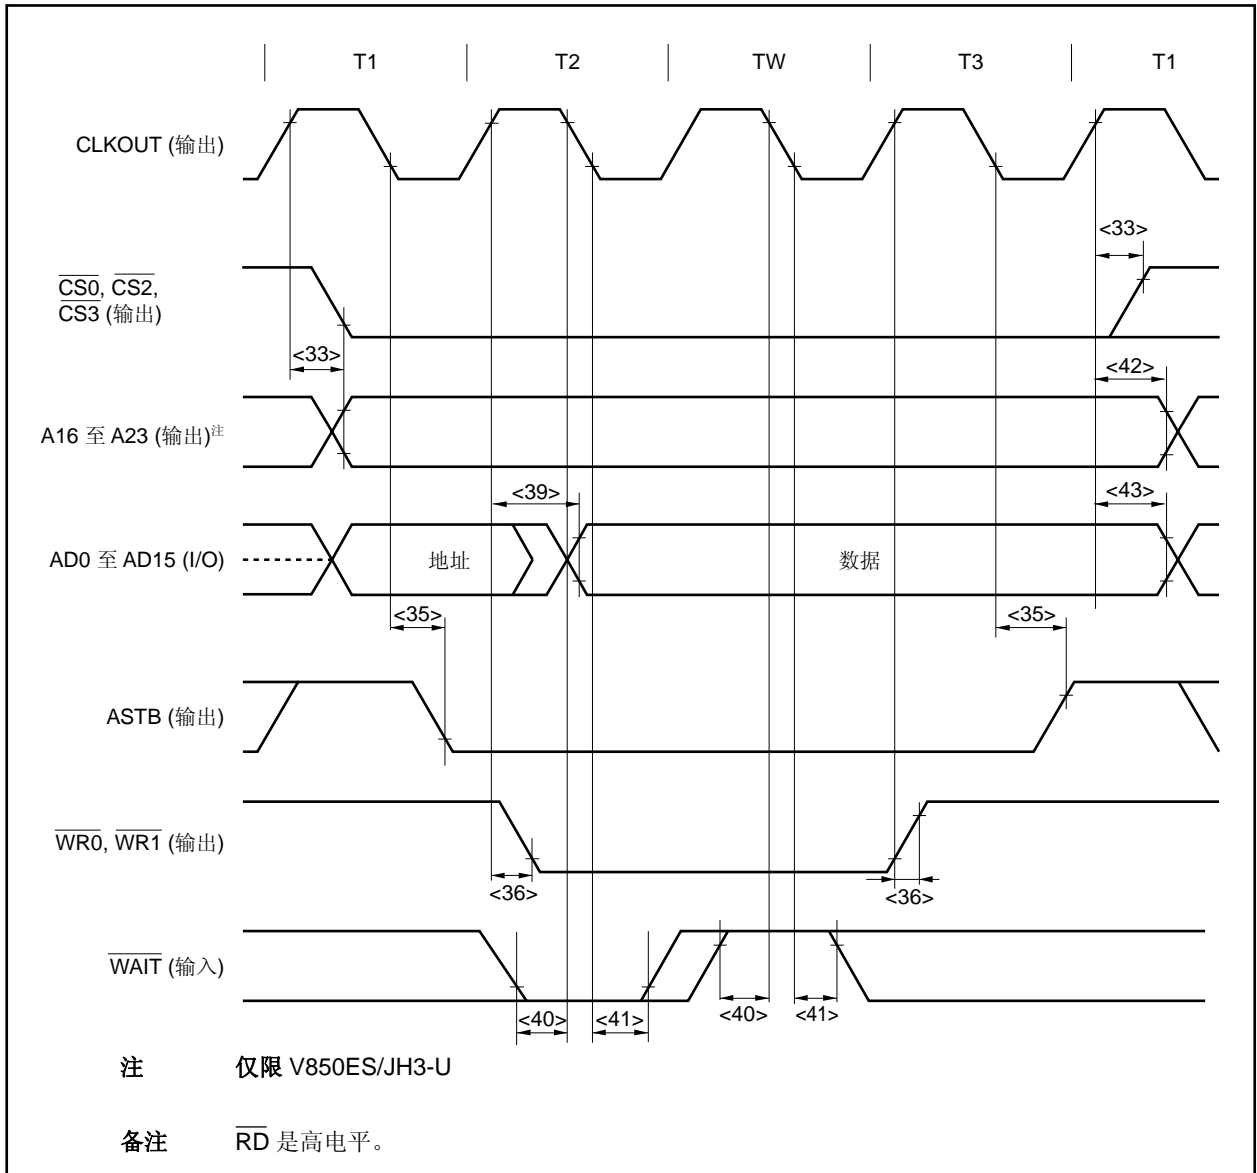 T1 T2 TW T3 T1
CLKOUT (输出)
<33>
CS0, CS2,
CS3 (输出)
<33>
<42>
A16 至 A23 (输出)注
<39>
<43>
AD0 至 AD15 (I/O)
地址
数据
<35>
<35>
ASTB (输出)
WR0, WR1 (输出)
<36>
<36>
WAIT (输入)
<40> <41> <40> <41>
注 仅限 V850ES/JH3-U
备注 RD 是高电平。